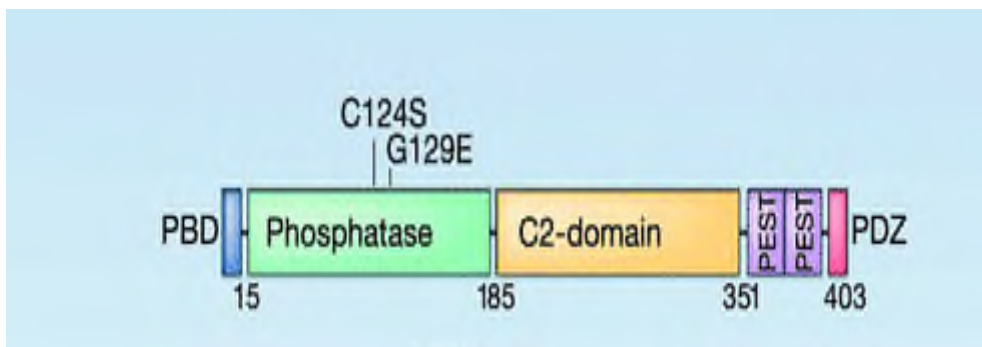 C124S
G129E
PBD Phosphatase C2-domain PEST PEST PDZ
15 185 351 403